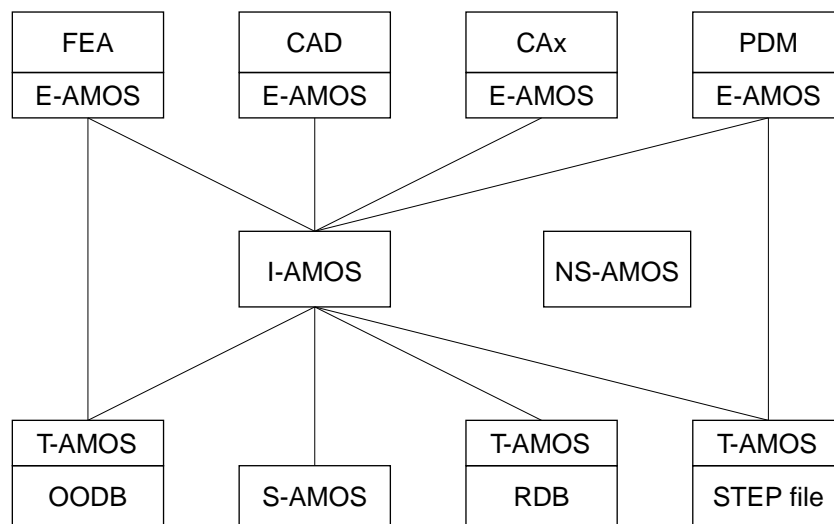 FEA
CAD
CAx
PDM
E-AMOS
E-AMOS
E-AMOS
E-AMOS
I-AMOS
NS-AMOS
T-AMOS
T-AMOS
T-AMOS
OODB
S-AMOS
RDB
STEP file